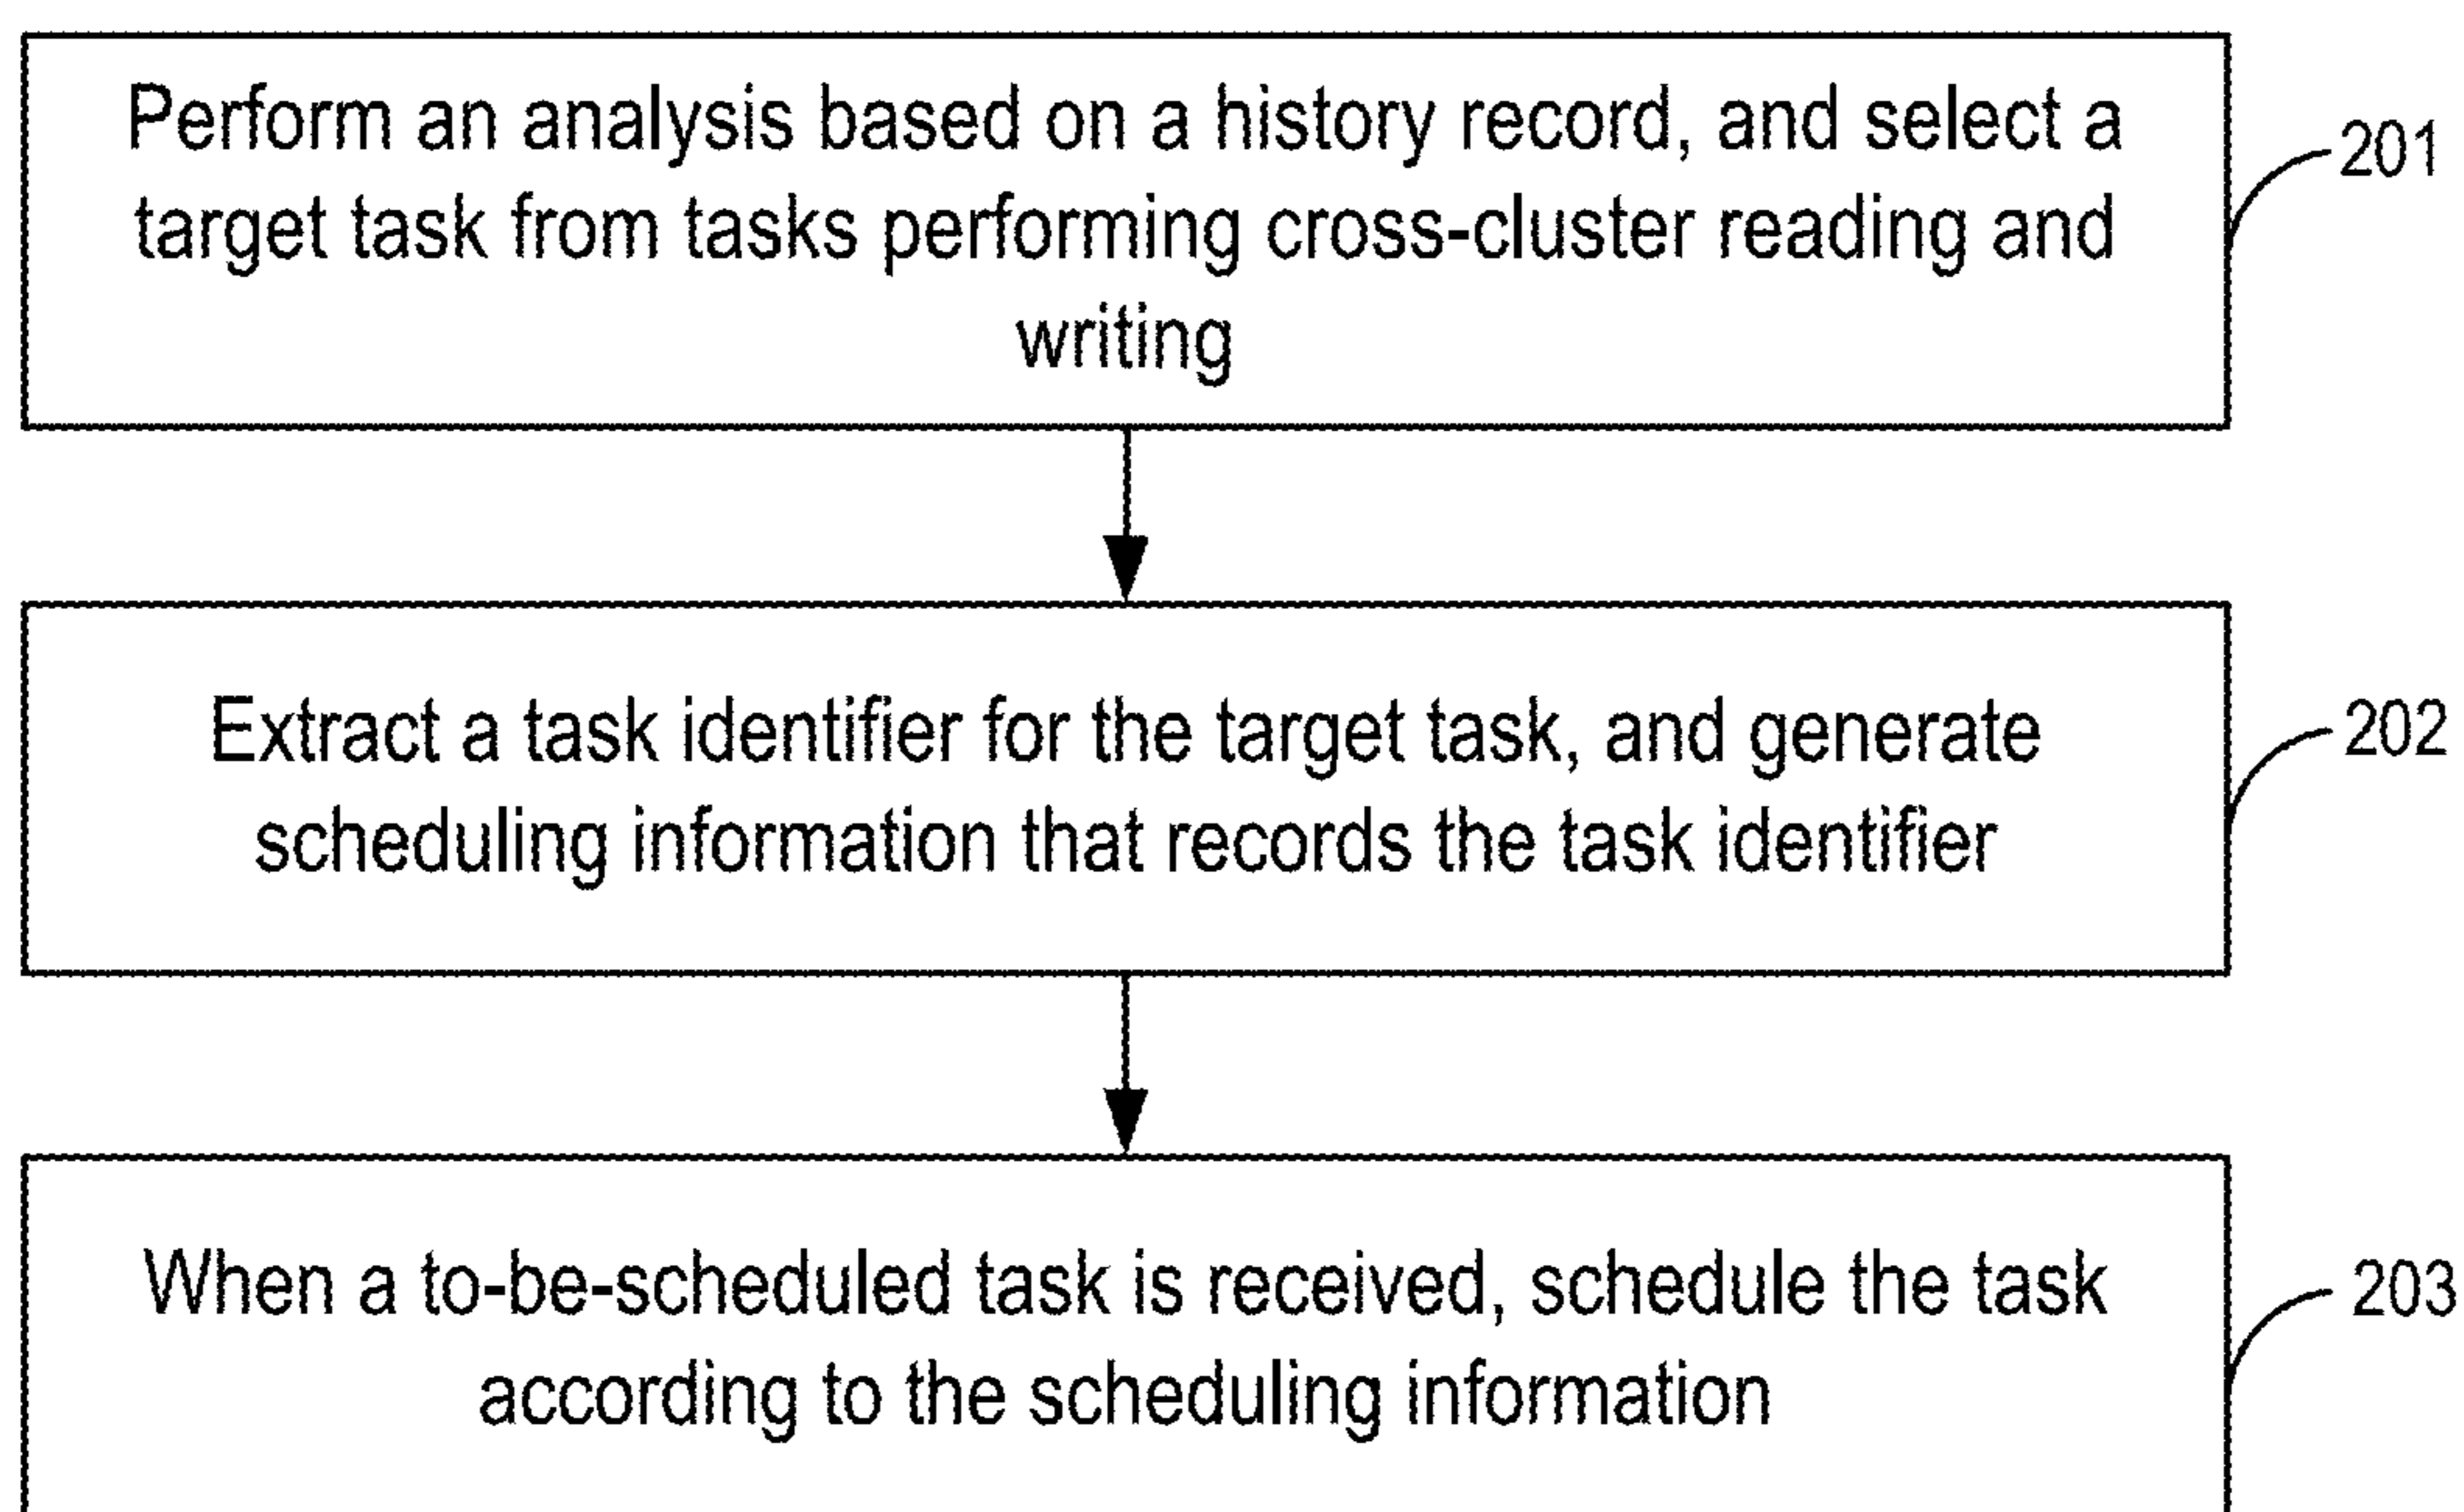 Perform an analysis based on a history record, and select a
target task from tasks performing cross-cluster reading and
writing
201
Extract a task identifier for the target task, and generate
scheduling information that records the task identifier
202
When a to-be-scheduled task is received, schedule the task
according to the scheduling information
203